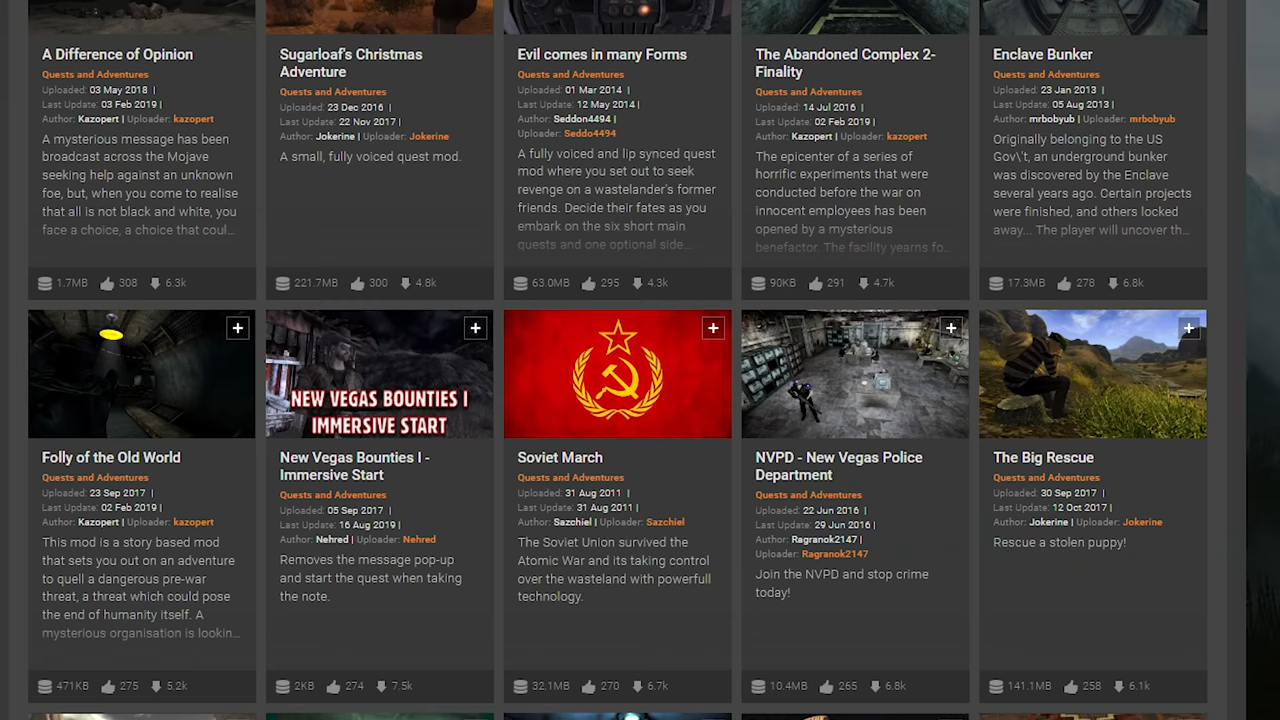 A Difference of Opinion
Quests and Adventures
Uploaded: 03 May 2018 |
Last Update: 03 Feb 2019 |
Author: Kazopert | Uploader: kazopert
A mysterious message has been
broadcast across the Mojave
seeking help against an unknown
foe, but, when you come to realise
that all is not black and white, you
face a choice, a choice that coul...
1.7MB 308 6.3k
Sugarloaf's Christmas
Adventure
Quests and Adventures
Uploaded: 23 Dec 2016 |
Last Update: 22 Nov 2017 |
Author: Jokerine | Uploader: Jokerine
A small, fully voiced quest mod.
221.7MB 300 4.8k
Evil comes in many Forms
Quests and Adventures
Uploaded: 01 Mar 2014 |
Last Update: 12 May 2014 |
Author: Seddon4494 |
Uploader: Seddo4494
A fully voiced and lip synced quest
mod where you set out to seek
revenge on a wastelander's former
friends. Decide their fates as you
embark on the six short main
quests and one optional side...
63.0MB 295 4.3k
The Abandoned Complex 2-
Finality
Quests and Adventures
Uploaded: 14 Jul 2016 |
Last Update: 02 Feb 2019 |
Author: Kazopert | Uploader: kazopert
The epicenter of a series of
horrific experiments that were
conducted before the war on
innocent employees has been
opened by a mysterious
benefactor. The facility yearns fo...
90KB 291 4.7k
Enclave Bunker
Quests and Adventures
Uploaded: 23 Jan 2013 |
Last Update: 05 Aug 2013 |
Author: mrbobyub | Uploader: mrbobyub
Originally belonging to the US
Gov\'t, an underground bunker
was discovered by the Enclave
several years ago. Certain projects
were finished, and others locked
away... The player will uncover th...
17.3MB 278 6.8k
Folly of the Old World
Quests and Adventures
Uploaded: 23 Sep 2017 |
Last Update: 02 Feb 2019 |
Author: Kazopert | Uploader: kazopert
This mod is a story based mod
that sets you out on an adventure
to quell a dangerous pre-war
threat, a threat which could pose
the end of humanity itself. A
mysterious organisation is lookin...
471KB 275 5.2k
NEW VEGAS BOUNTIES I
IMMERSIVE START
New Vegas Bounties I -
Immersive Start
Quests and Adventures
Uploaded: 05 Sep 2017 |
Last Update: 16 Aug 2019 |
Author: Nehred | Uploader: Nehred
Removes the message pop-up
and start the quest when taking
the note.
2KB 274 7.5k
Soviet March
Quests and Adventures
Uploaded: 31 Aug 2011 |
Last Update: 31 Aug 2011 |
Author: Sazchiel | Uploader: Sazchiel
The Soviet Union survived the
Atomic War and its taking control
over the wasteland with powerfull
technology.
32.1MB 270 6.7k
NVPD - New Vegas Police
Department
Quests and Adventures
Uploaded: 22 Jun 2016 |
Last Update: 29 Jun 2016 |
Author: Ragranok2147 |
Uploader: Ragranok2147
Join the NVPD and stop crime
today!
10.4MB 265 6.8k
The Big Rescue
Quests and Adventures
Uploaded: 30 Sep 2017 |
Last Update: 12 Oct 2017 |
Author: Jokerine | Uploader: Jokerine
Rescue a stolen puppy!
141.1MB 258 6.1k